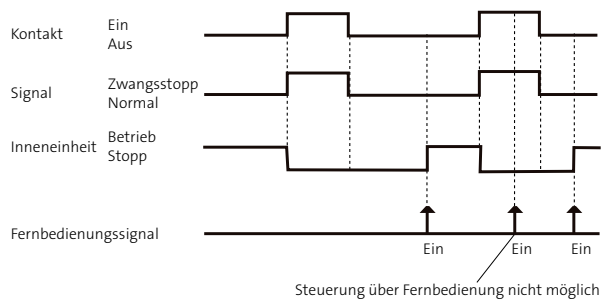 Kontakt Ein
Aus
Signal Zwangsstopp
Normal
Inneneinheit Betrieb
Stopp
Fernbedienungssignal
Ein Ein Ein
Steuerung über Fernbedienung nicht möglich